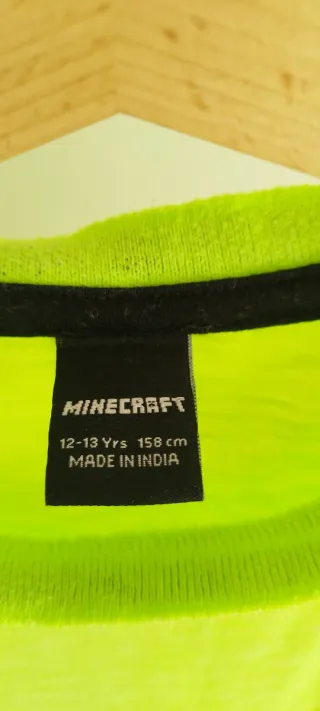 MINECRAFT
12-13 Yrs 158 cm
MADE IN INDIA